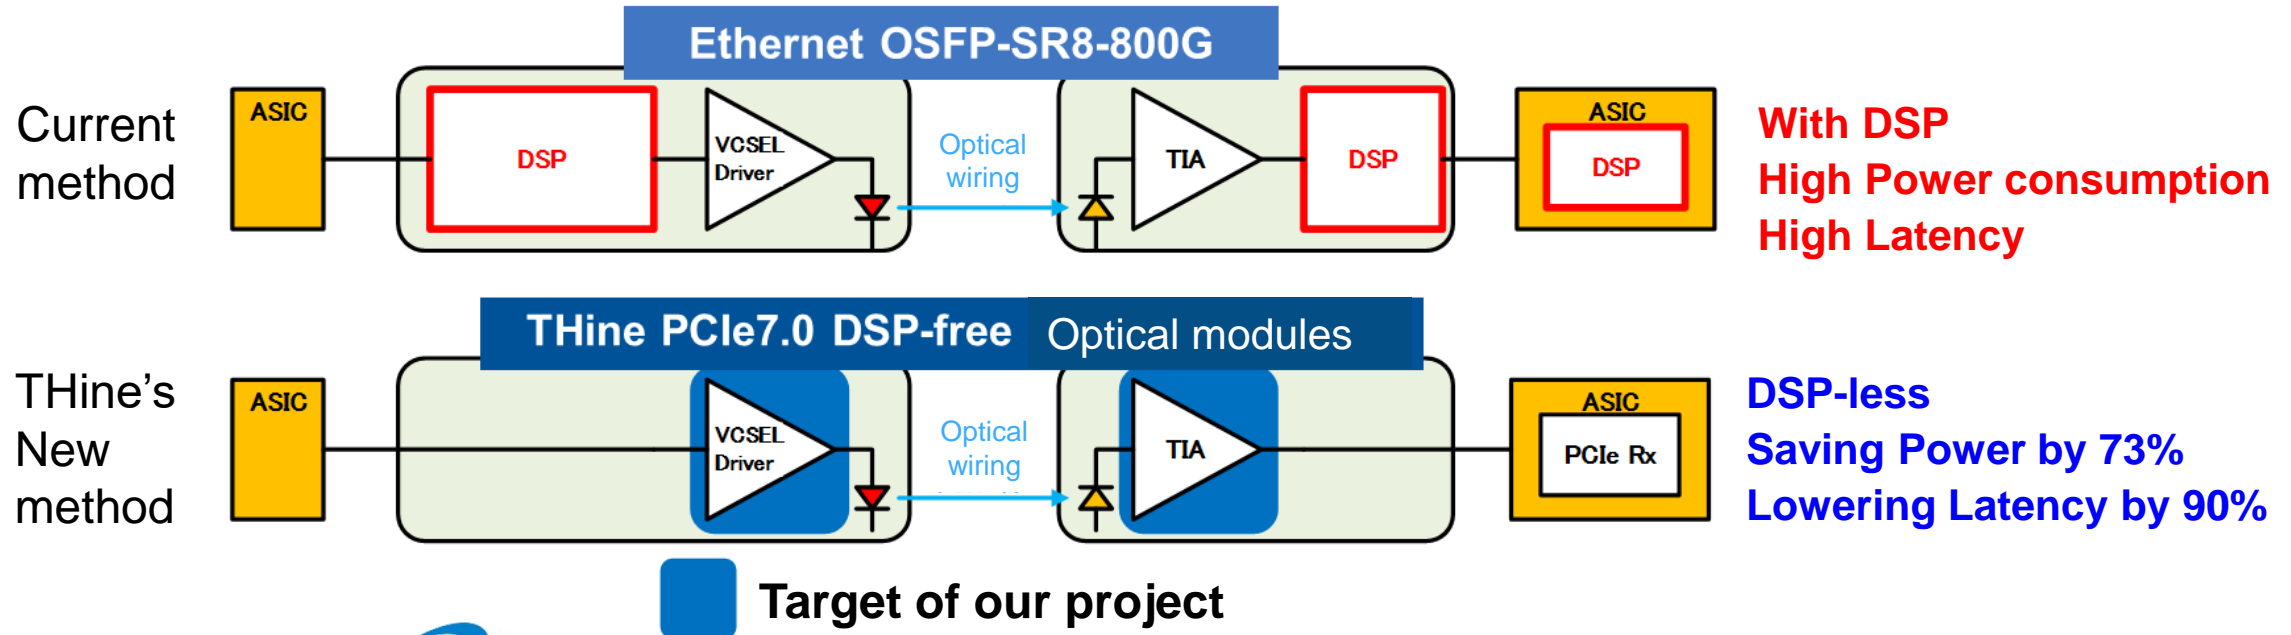 Ethernet OSFP-SR8-800G
Current
method
ASIC
DSP
VCSEL
Driver
Optical
wiring
TIA
DSP
ASIC
DSP
With DSP
High Power consumption
High Latency
THine PCIe7.0 DSP-free Optical modules
THine's
New
method
ASIC
VCSEL
Driver
Optical
wiring
TIA
ASIC
PCIe Rx
DSP-less
Saving Power by 73%
Lowering Latency by 90%
Target of our project